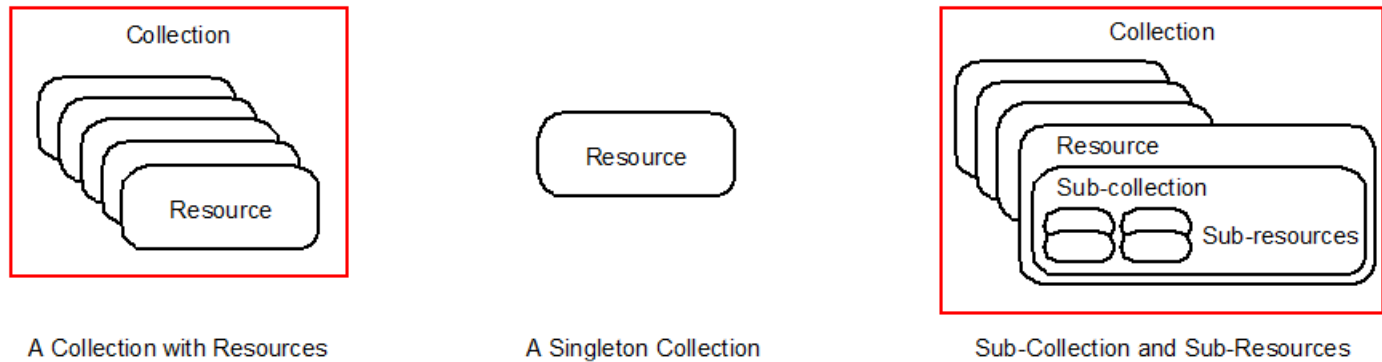 Collection
Resource
A Collection with Resources
Resource
A Singleton Collection
Collection
Resource
Sub-collection
Sub-resources
Sub-Collection and Sub-Resources